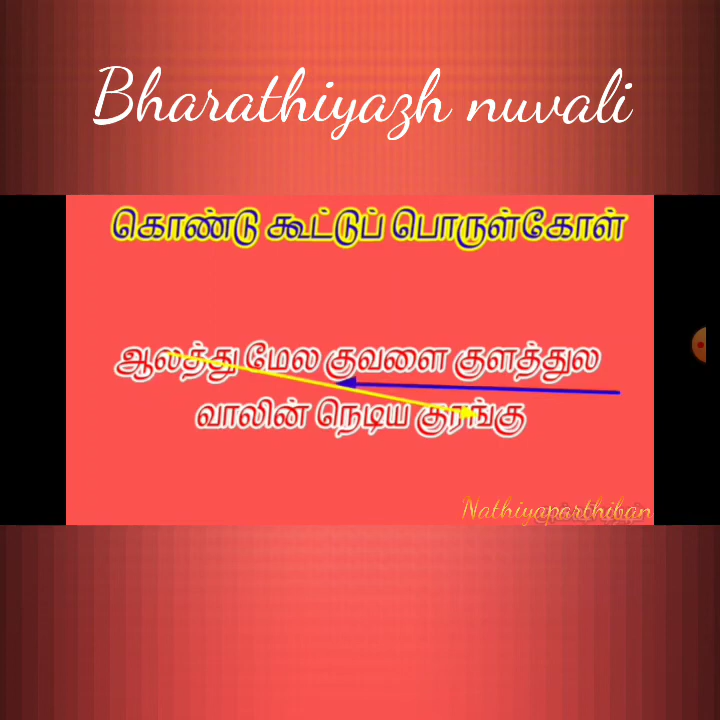 Bharathiyazh nuvali
கொண்டு கூட்டுப் பொருள்கோள்
ஆலத்து மேல குவளை குளத்துல
வாலின் நெடிய குரங்கு
Nathiyaparthiban